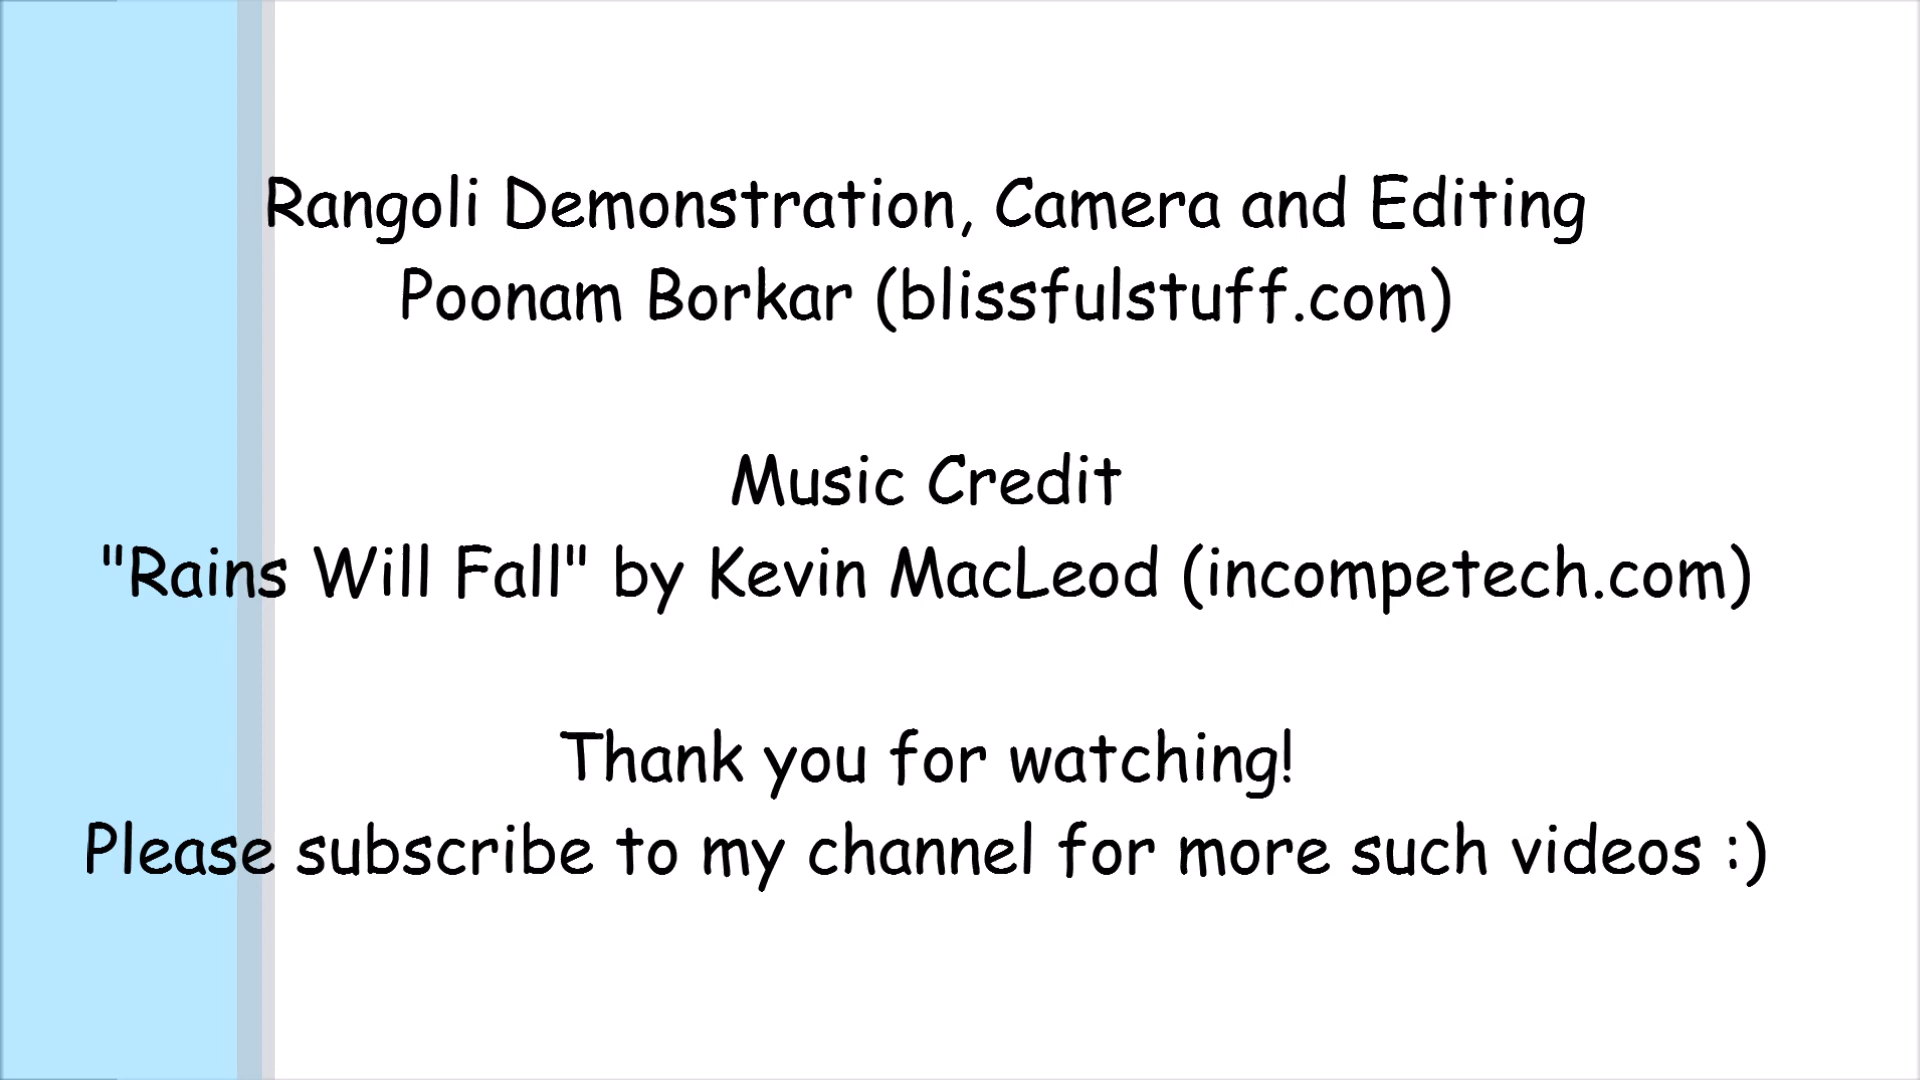 Rangoli Demonstration, Camera and Editing
Poonam Borkar (blissfulstuff.com)
Music Credit
"Rains Will Fall" by Kevin MacLeod (incompetech.com)
Thank you for watching!
Please subscribe to my channel for more such videos :)